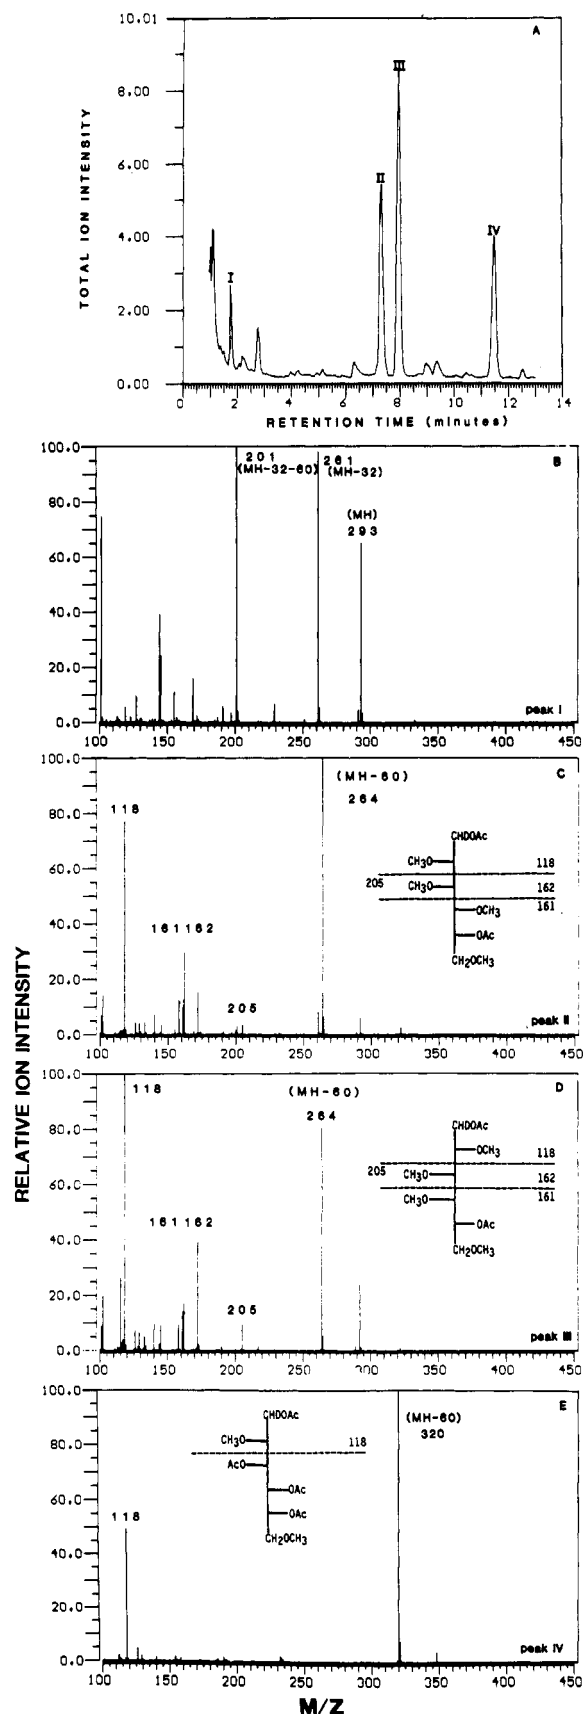 A
10.01
8.00
6.00
4.00
2.00
0.00
TOTAL ION INTENSITY
I
II
III
IV
0 2 4 6 8 10 12 14
RETENTION TIME (minutes)
B
100.0
80.0
60.0
40.0
20.0
0.0
201
(MH-32-60)
261
(MH-32)
(MH)
293
peak I
100 150 200 250 300 350 400 450
C
80.0
60.0
40.0
20.0
0.0
118
161 162
205
(MH-60)
264
CHDOAc
CH₃O
118
205
CH₃O
162
161
OCH₃
OAc
CH₂OCH₃
peak II
100 150 200 250 300 350 400 450
RELATIVE ION INTENSITY
D
100.0
80.0
60.0
40.0
20.0
0.0
118
161 162
205
(MH-60)
264
CHDOAc
OCH₃
118
205
CH₃O
162
CH₃O
161
OAc
CH₂OCH₃
peak III
100 150 200 250 300 350 400 450
E
100.0
80.0
60.0
40.0
20.0
0.0
118
CHDOAc
CH₃O
118
AcO
OAc
OAc
CH₂OCH₃
(MH-60)
320
peak IV
100 150 200 250 300 350 400 450
M/Z